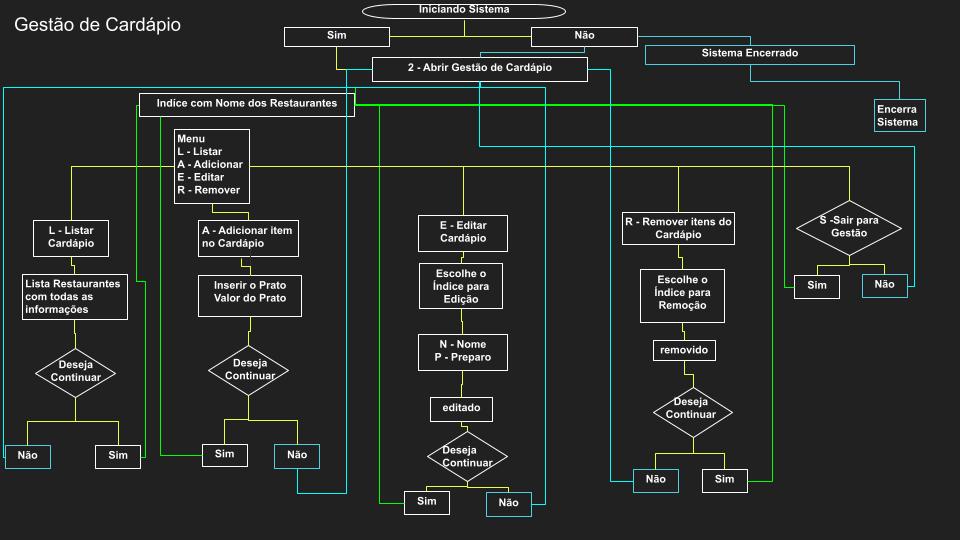 Gestão de Cardápio
Iniciando Sistema
Sim
Não
Sistema Encerrado
2 - Abrir Gestão de Cardápio
Encerra
Sistema
Indíce com Nome dos Restaurantes
Menu
L - Listar
A - Adicionar
E - Editar
R - Remover
L - Listar
Cardápio
A - Adicionar item
no Cardápio
E - Editar
Cardápio
R - Remover itens do
Cardápio
S -Sair para
Gestão
Lista Restaurantes
com todas as
informações
Inserir o Prato
Valor do Prato
Escolhe o
Índice para
Edição
Escolhe o
Índice para
Remoção
Sim
Não
N - Nome
P - Preparo
removido
Deseja
Continuar
Deseja
Continuar
editado
Deseja
Continuar
Deseja
Continuar
Não
Sim
Sim
Não
Sim
Não
Não
Sim